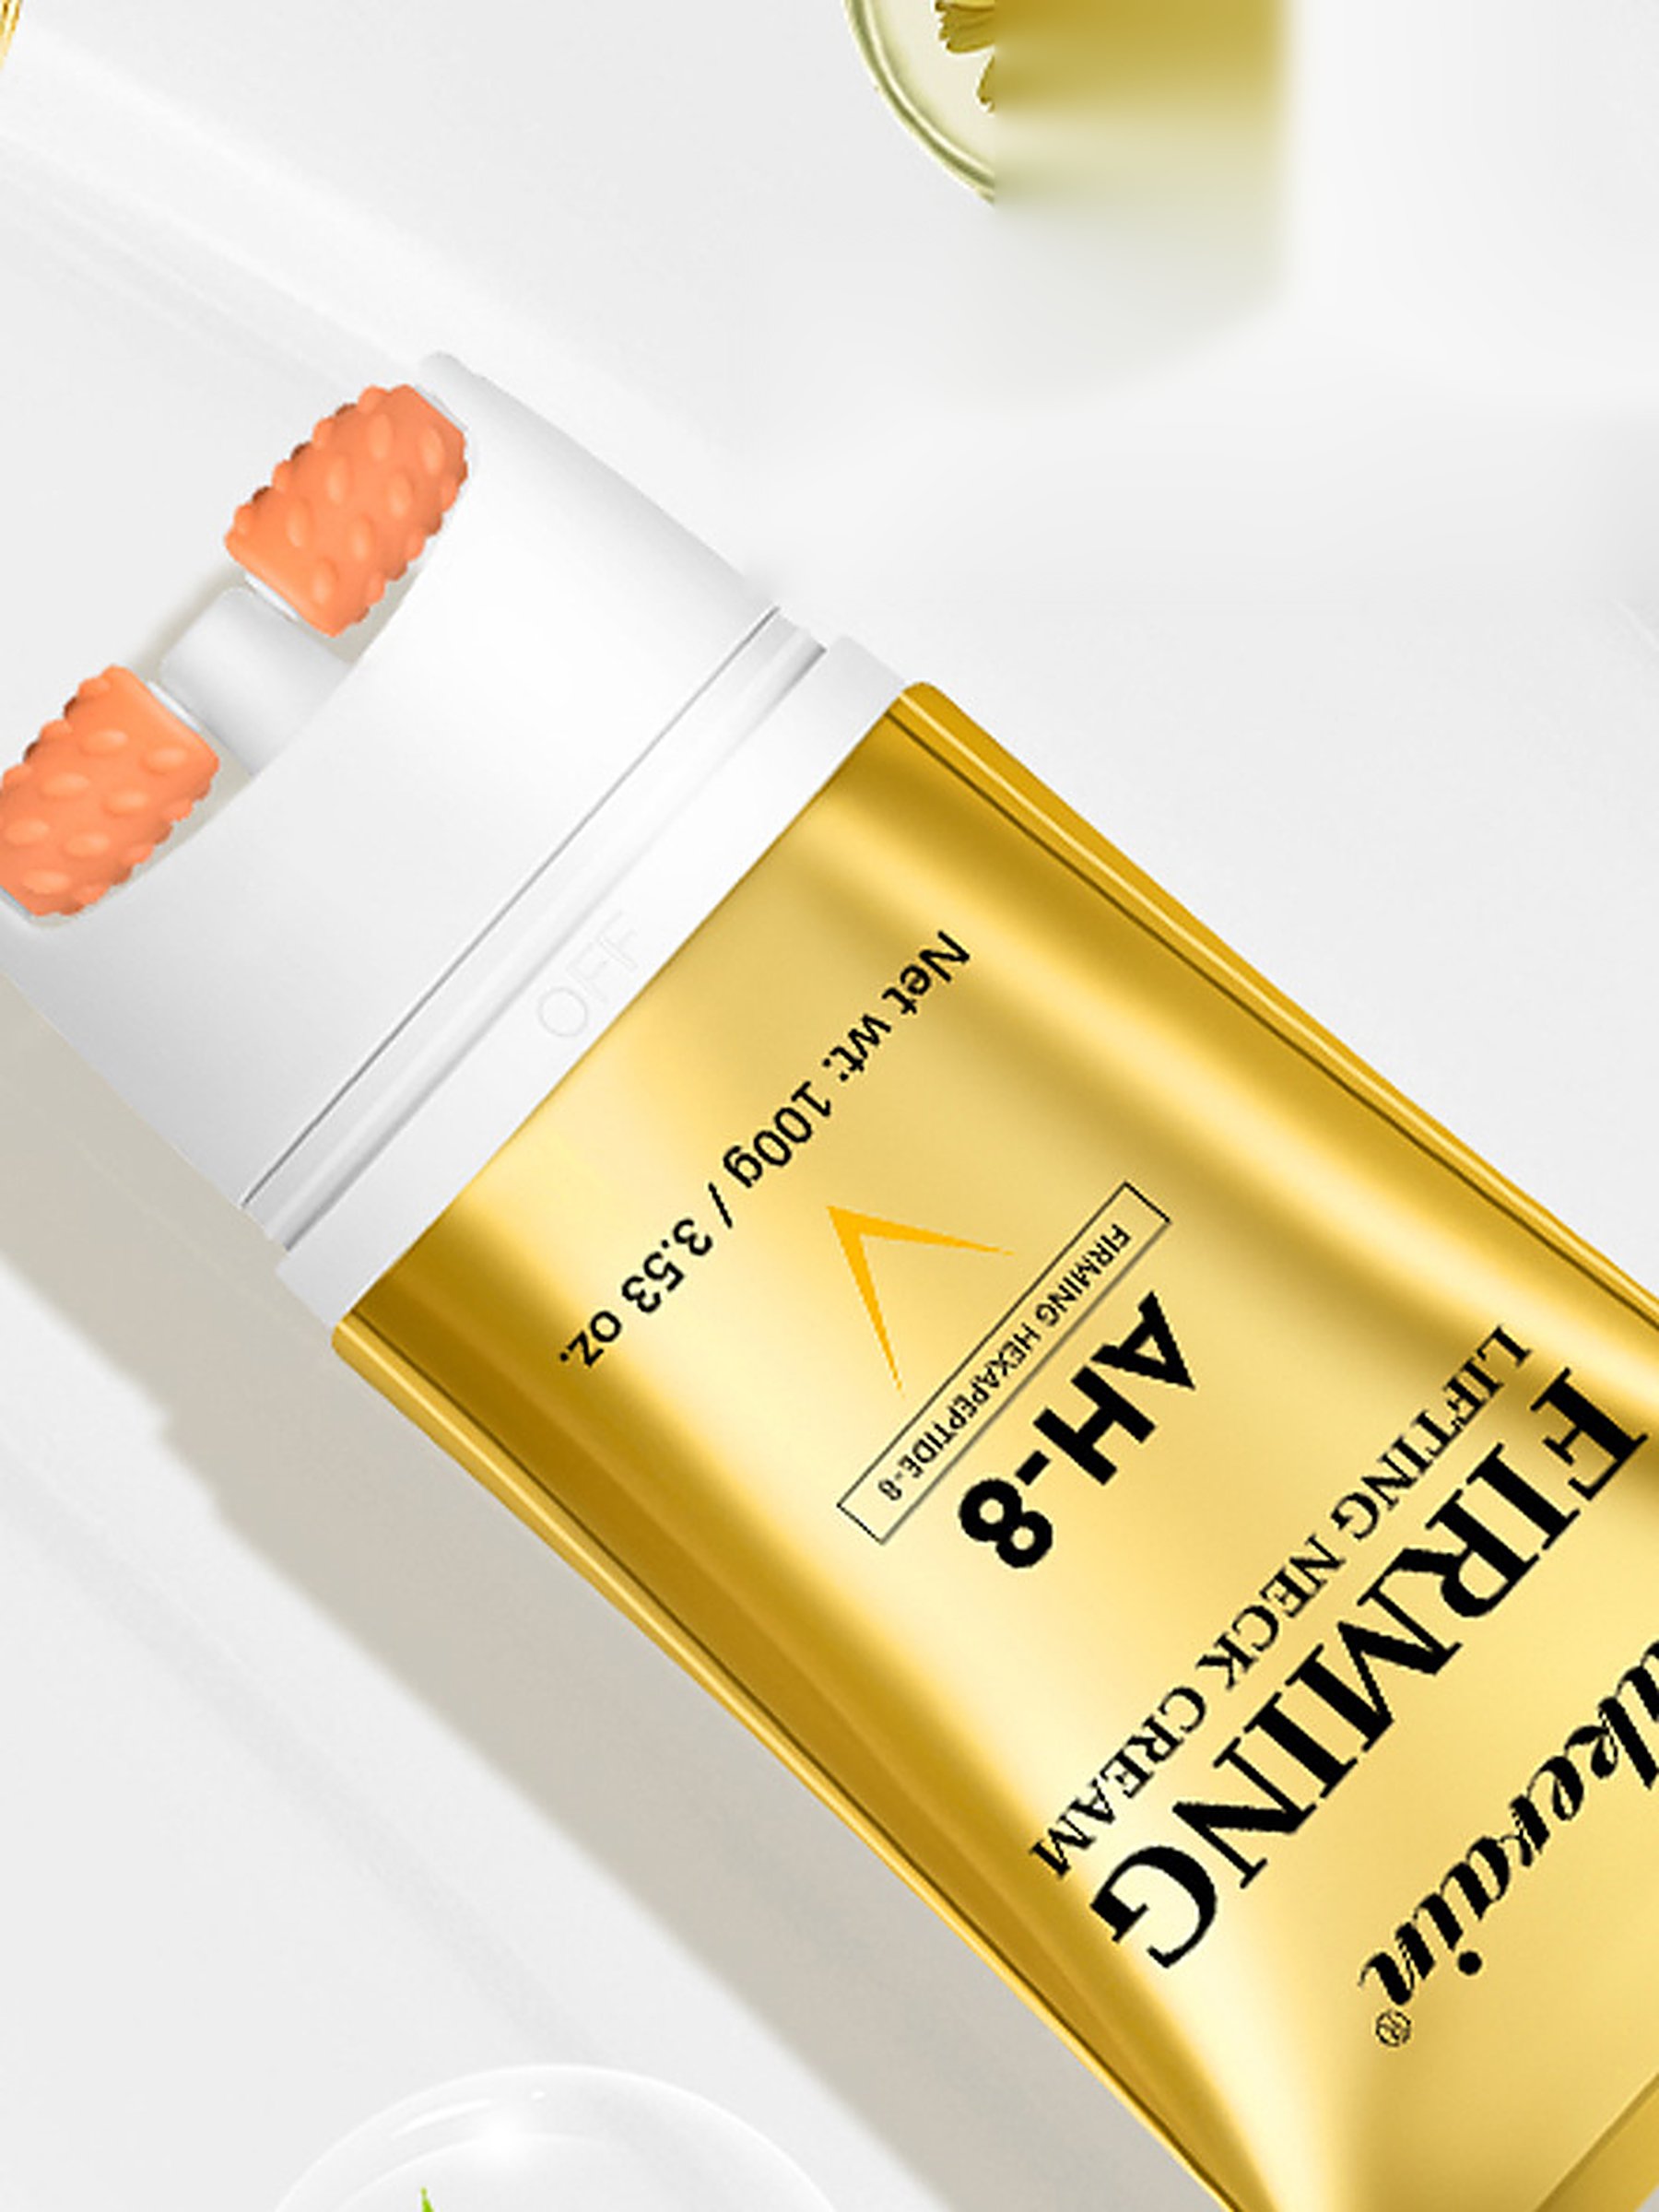 FIRMING
LIFTING NECK CREAM
AH-8
FIRMING HEXAPEPTIDE-8
Net wt: 100g / 3.53 oz.
OFF